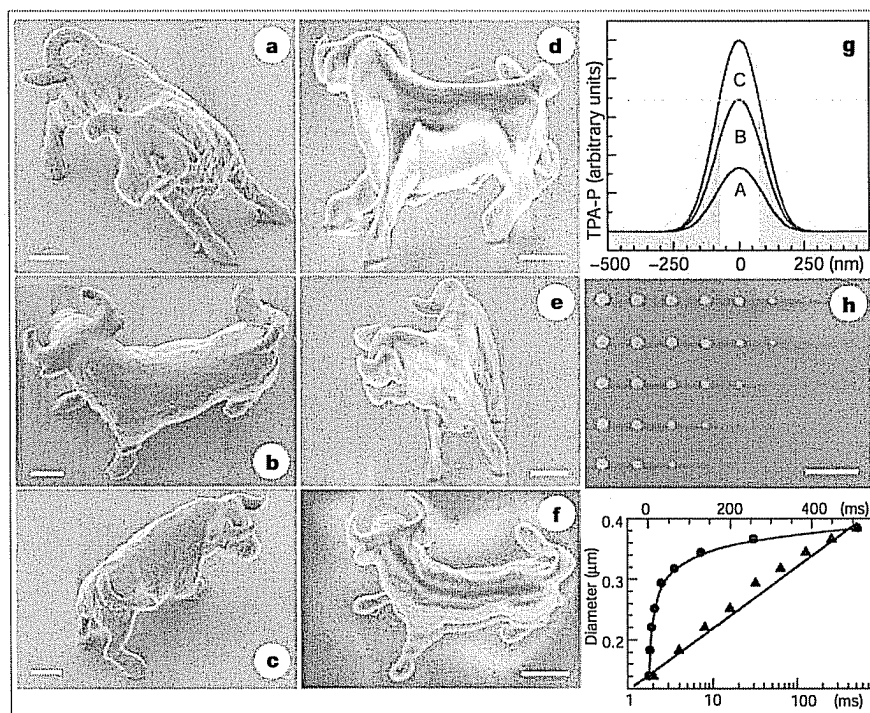 a
d
g
TPA-P (arbitrary units)
C
B
A
−500 −250 0 250 (nm)
b
e
h
c
f
0 200 400 (ms)
Diameter (µm)
0.4
0.3
0.2
1 10 100 (ms)